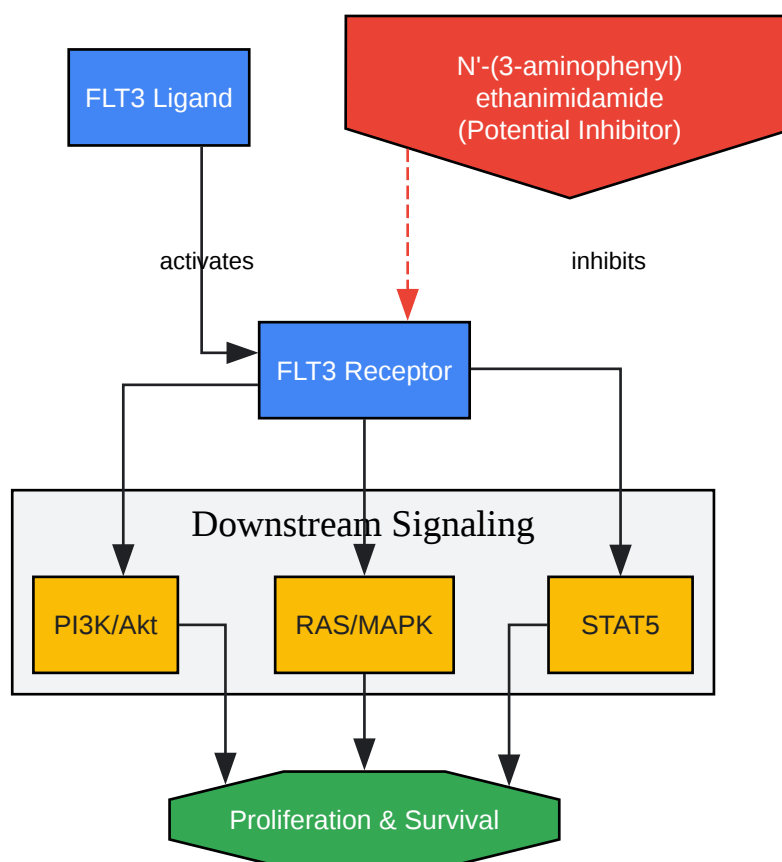 FLT3 Ligand
N'-(3-aminophenyl)
ethanimidamide
(Potential Inhibitor)
activates
inhibits
FLT3 Receptor
Downstream Signaling
PI3K/Akt
RAS/MAPK
STAT5
Proliferation & Survival